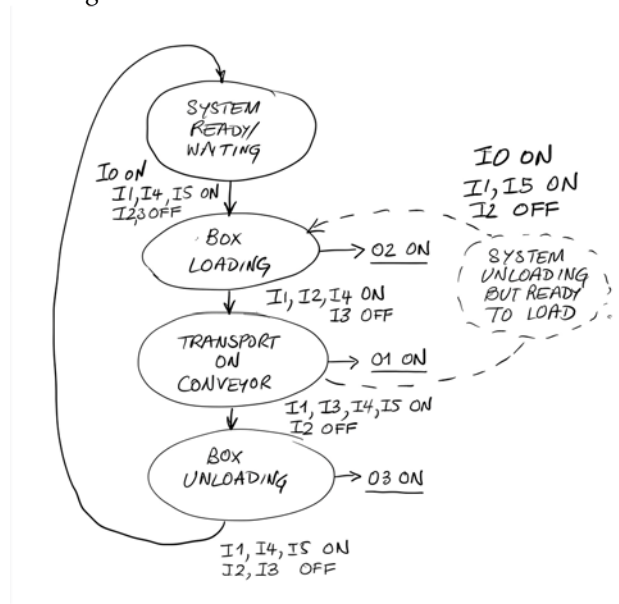 SYSTEM
READY/
WAITING
I0 ON
I1, I4, I5 ON
I2,3 OFF
BOX
LOADING
O2 ON
I0 ON
I1, I5 ON
I2 OFF
SYSTEM
UNLOADING
BUT READY
TO LOAD
I1, I2, I4 ON
I3 OFF
TRANSPORT
ON
CONVEYOR
O1 ON
I1, I3, I4, I5 ON
I2 OFF
BOX
UNLOADING
O3 ON
I1, I4, I5 ON
I2, I3 OFF